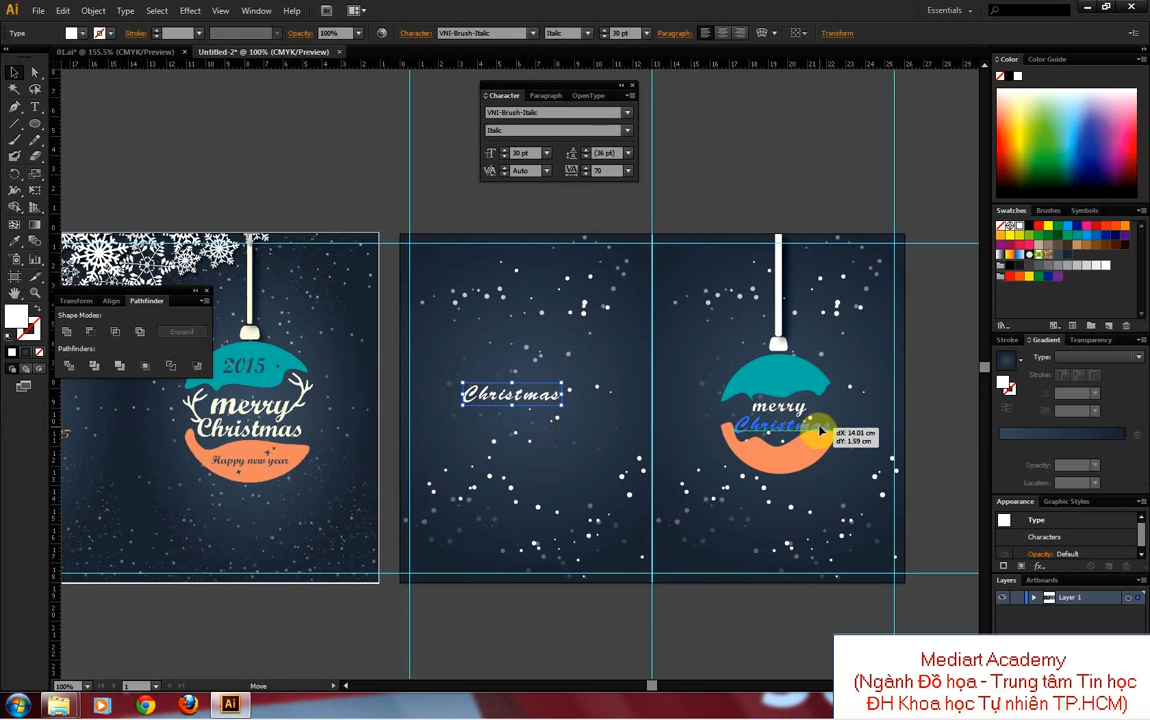 Ai File Edit Object Type Select Effect View Window Help Br Essentials
Type Stroke: Opacity: 100% Character: VNI-Brush-Italic Italic 30 pt Paragraph: Transform
01.ai* @ 155.5% (CMYK/Preview) × Untitled-2* @ 100% (CMYK/Preview) ×
Character Paragraph OpenType
VNI-Brush-Italic
Italic
30 pt (36 pt)
Auto 70
Transform Align Pathfinder
Shape Modes:
Expand
Pathfinders:
2015
merry
Christmas
Happy new year
Christmas
merry
Christmas
dX: 14.01 cm
dY: 1.59 cm
Color Color Guide
Swatches Brushes Symbols
Stroke Gradient Transparency
Type:
Stroke:
Opacity:
Location:
Appearance Graphic Styles
Type
Characters
Opacity: Default
fx
Layers Artboards
Layer 1
100% 1 Move
Mediart Academy
(Ngành Đồ họa - Trung tâm Tin học
ĐH Khoa học Tự nhiên TP.HCM)